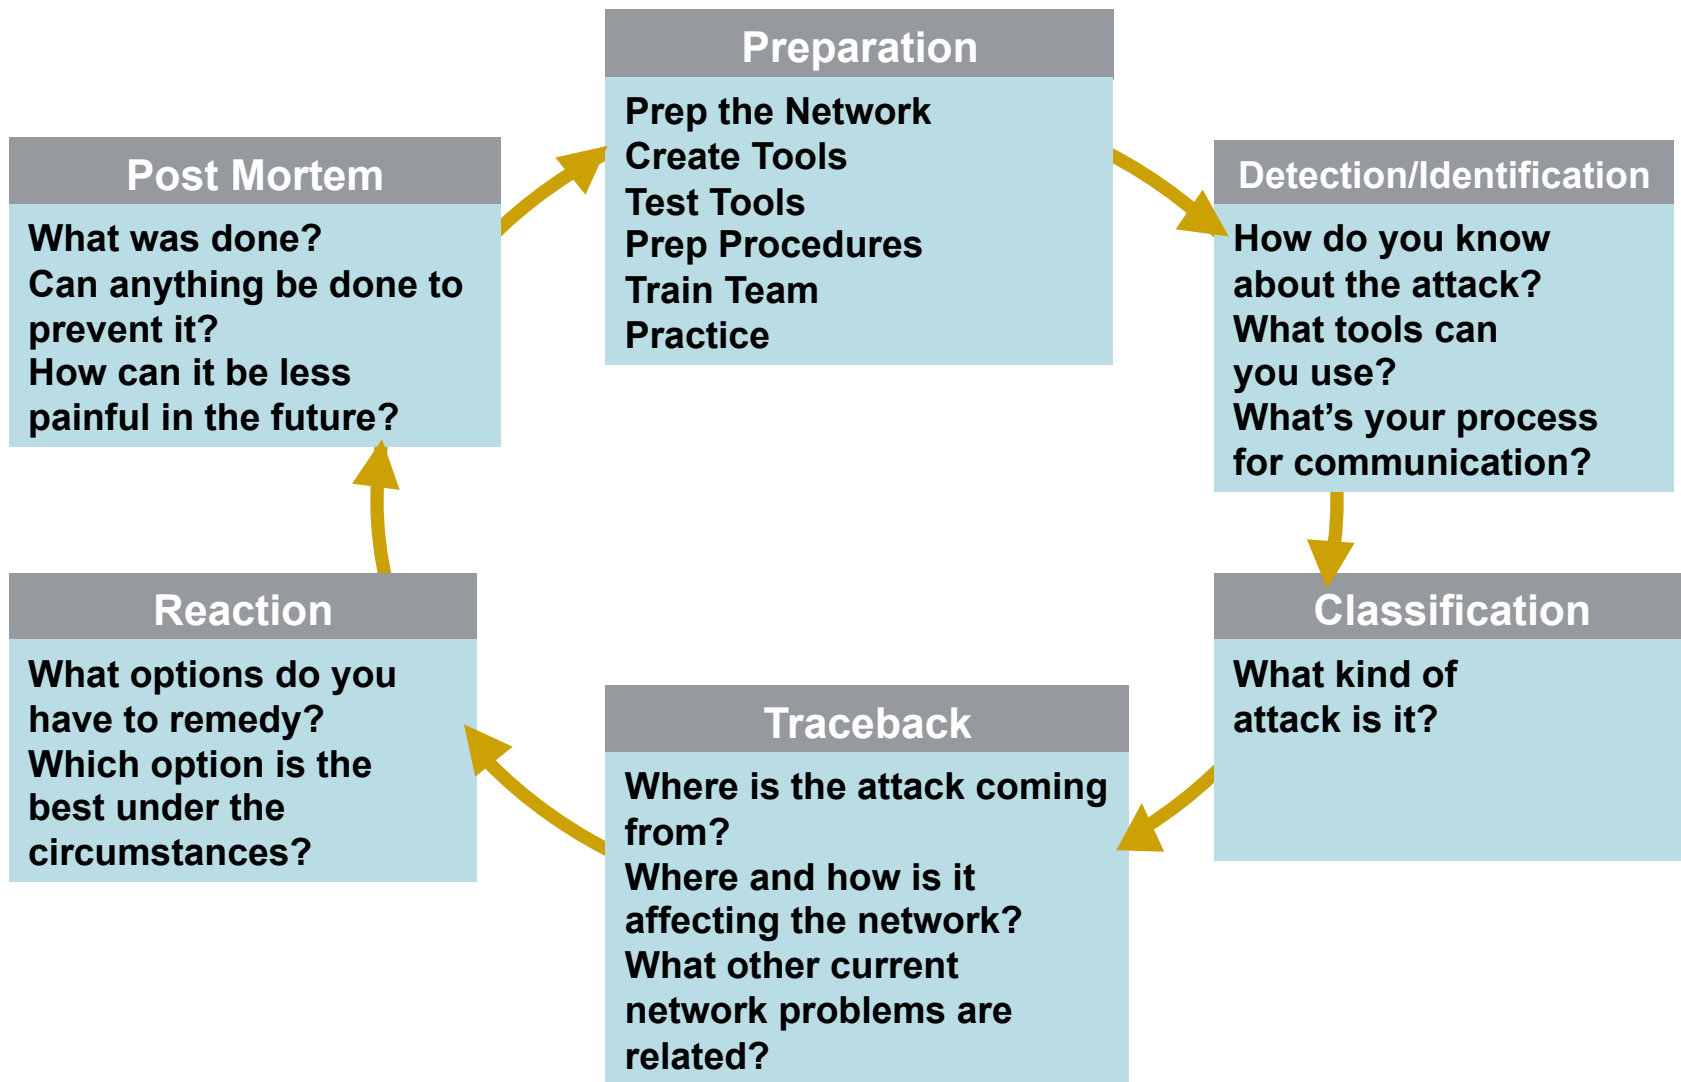 Preparation
Prep the Network
Create Tools
Test Tools
Prep Procedures
Train Team
Practice
Detection/Identification
How do you know
about the attack?
What tools can
you use?
What’s your process
for communication?
Classification
What kind of
attack is it?
Traceback
Where is the attack coming
from?
Where and how is it
affecting the network?
What other current
network problems are
related?
Reaction
What options do you
have to remedy?
Which option is the
best under the
circumstances?
Post Mortem
What was done?
Can anything be done to
prevent it?
How can it be less
painful in the future?